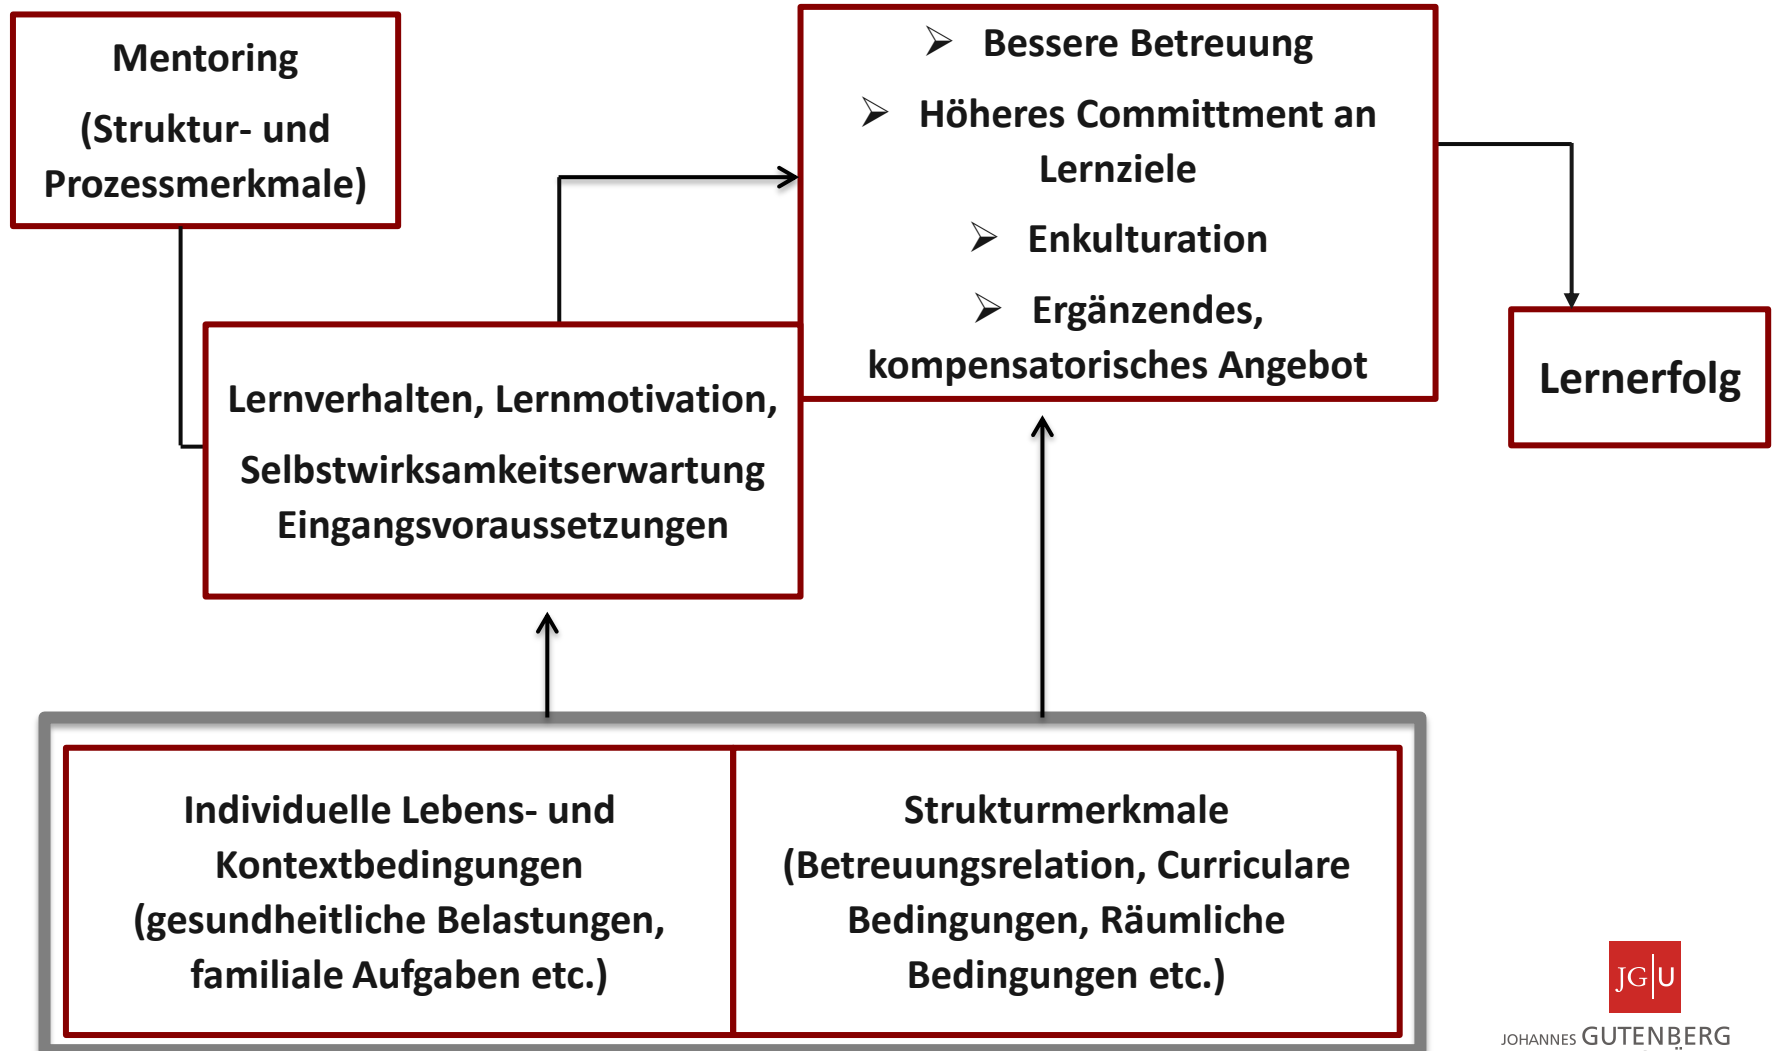 Mentoring
(Struktur- und
Prozessmerkmale)
➢ Bessere Betreuung
➢ Höheres Committment an
Lernziele
➢ Enkulturation
➢ Ergänzendes,
kompensatorisches Angebot
Lernerfolg
Lernverhalten, Lernmotivation,
Selbstwirksamkeitserwartung
Eingangsvoraussetzungen
Individuelle Lebens- und
Kontextbedingungen
(gesundheitliche Belastungen,
familiale Aufgaben etc.)
Strukturmerkmale
(Betreuungsrelation, Curriculare
Bedingungen, Räumliche
Bedingungen etc.)
JG|U
JOHANNES GUTENBERG